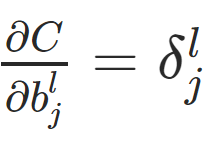 ∂C/∂b_j^l = δ_j^l